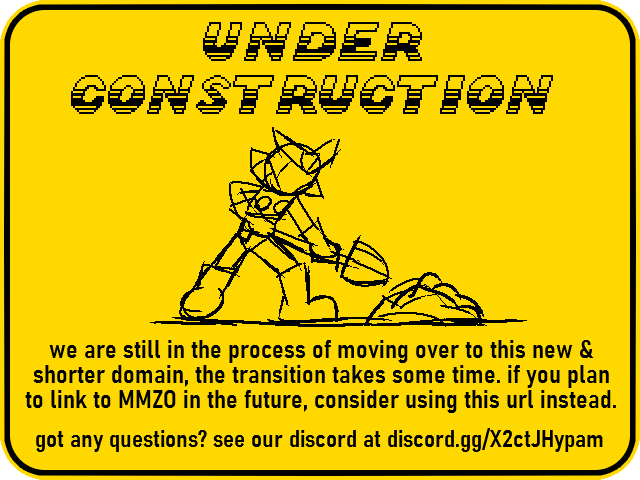 UNDER
CONSTRUCTION
we are still in the process of moving over to this new &
shorter domain, the transition takes some time. if you plan
to link to MMZO in the future, consider using this url instead.
got any questions? see our discord at discord.gg/X2ctJHypam